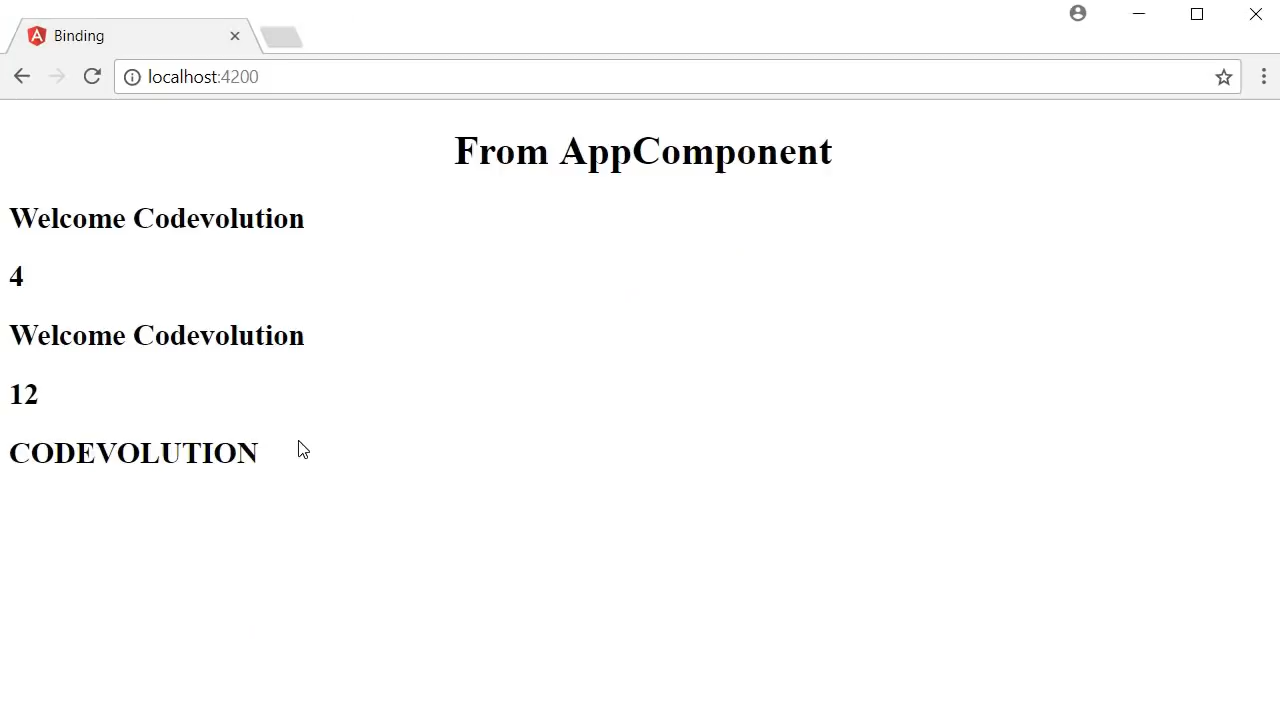 Binding
localhost:4200
From AppComponent
Welcome Codevolution
4
Welcome Codevolution
12
CODEVOLUTION